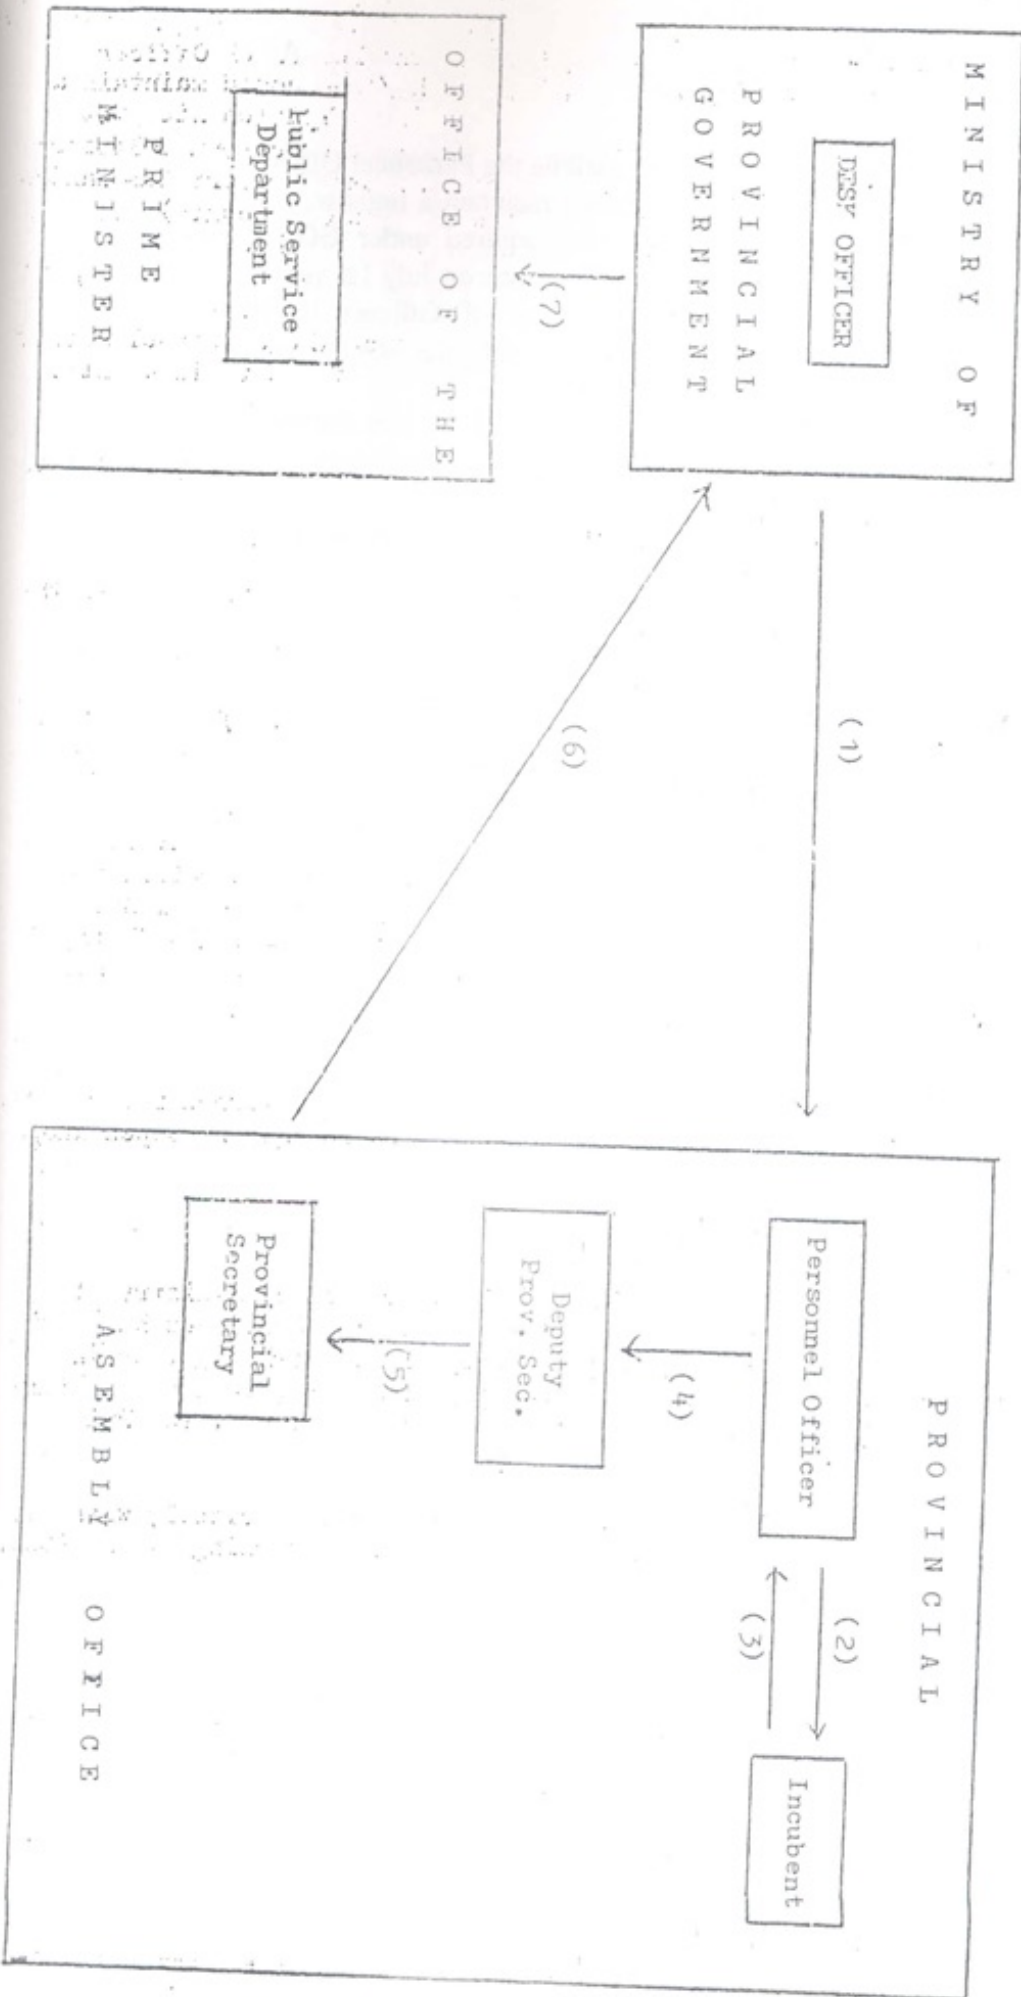 MINISTRY OF
DESK OFFICER
PROVINCIAL
GOVERNMENT
(7)
OFFICE OF THE
Public Service
Department
PRIME
MINISTER
(1)
(6)
PROVINCIAL
Personnel Officer
(2)
(3)
Incubent
(4)
Deputy
Prov. Sec.
(5)
Provincial
Secretary
ASEMBLY OFFICE